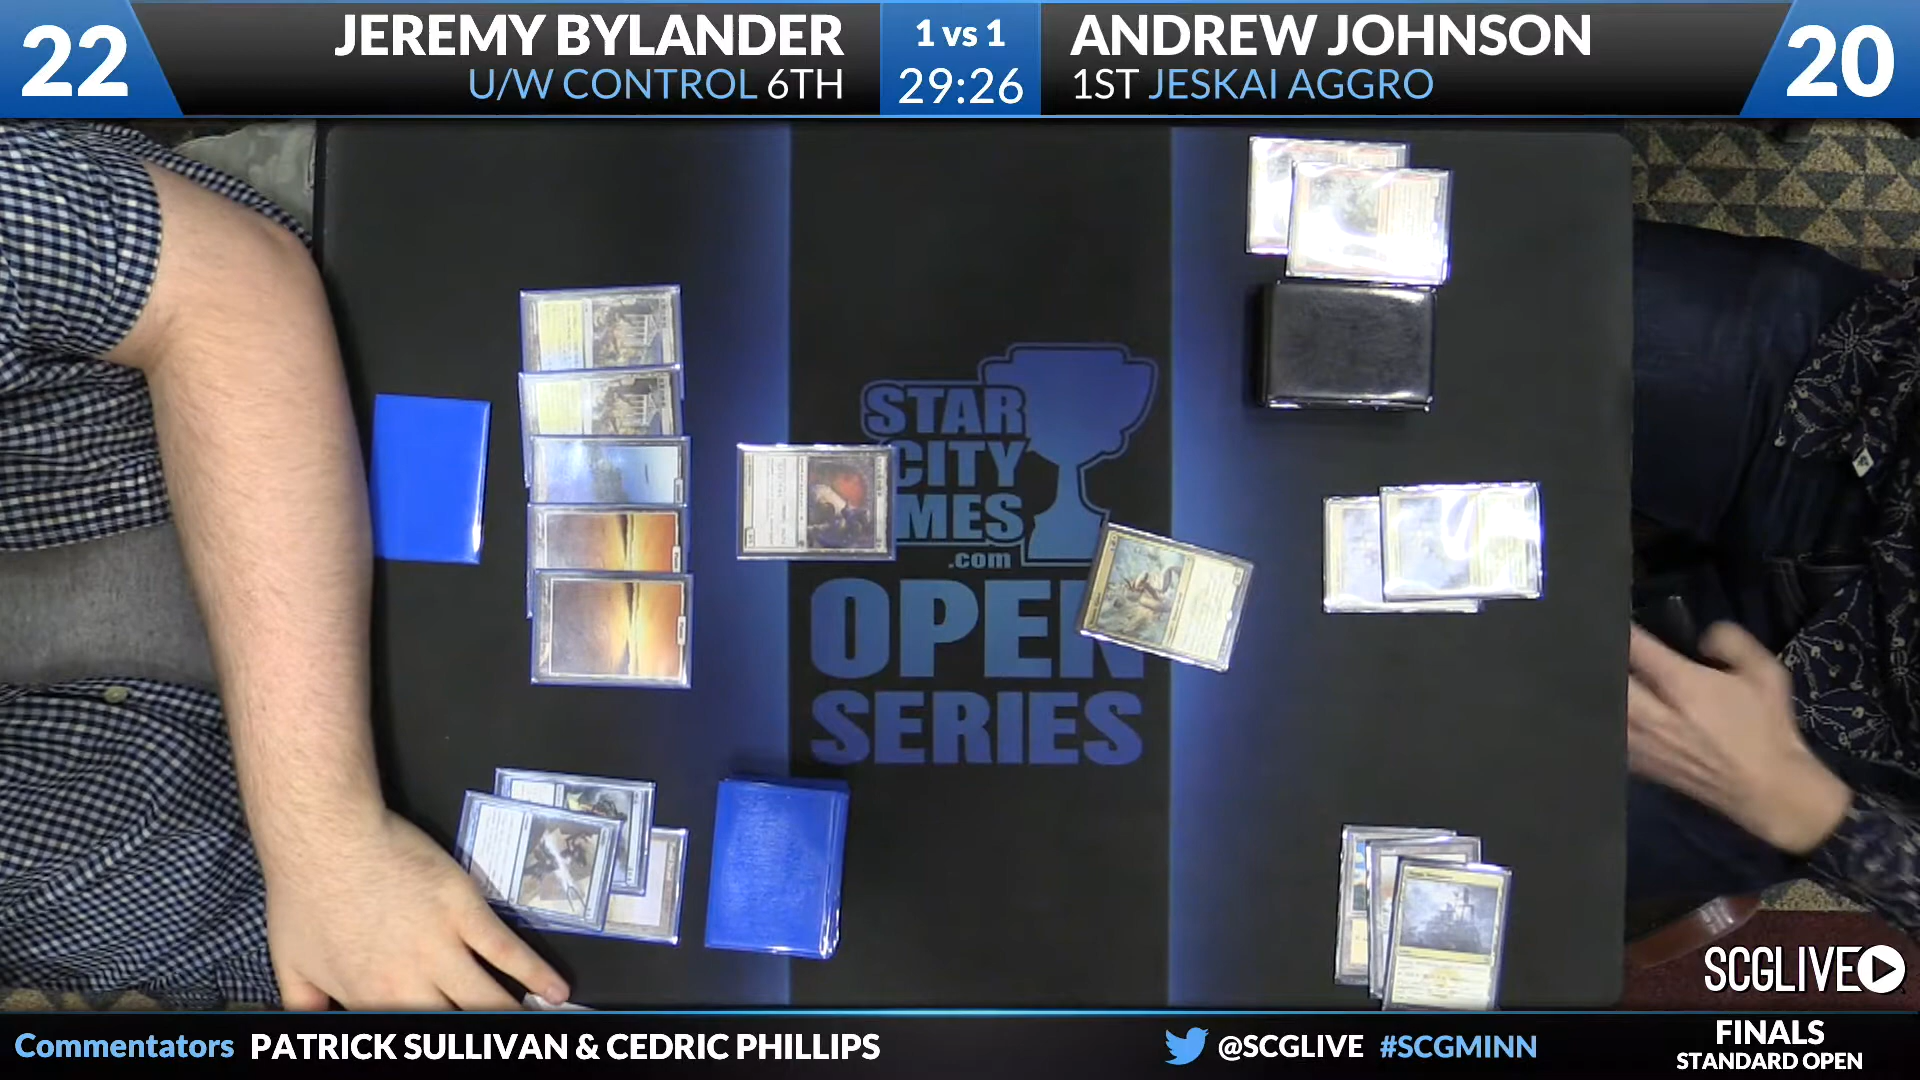 22
JEREMY BYLANDER
U/W CONTROL 6TH
1 vs 1
29:26
ANDREW JOHNSON
1ST JESKAI AGGRO
20
STAR
CITY
MES
.com
OPEN
SERIES
SCGLIVE
Commentators PATRICK SULLIVAN & CEDRIC PHILLIPS
@SCGLIVE #SCGMINN
FINALS
STANDARD OPEN